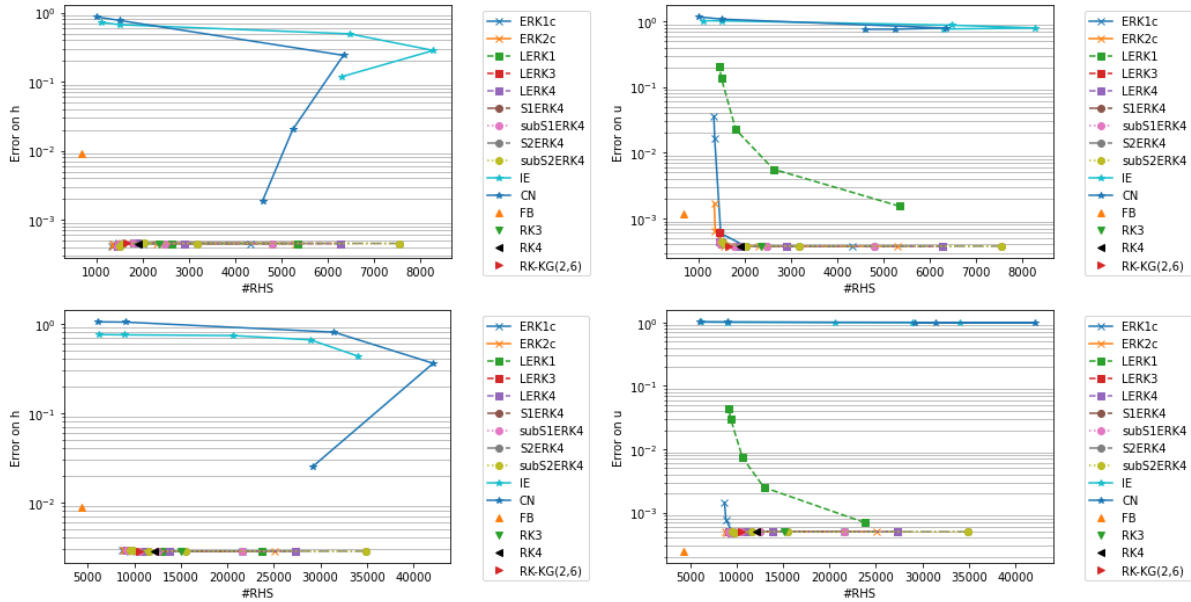 10⁰
10⁻¹
10⁻²
10⁻³
Error on h
1000 2000 3000 4000 5000 6000 7000 8000
#RHS
ERK1c
ERK2c
LERK1
LERK3
LERK4
S1ERK4
subS1ERK4
S2ERK4
subS2ERK4
IE
CN
FB
RK3
RK4
RK-KG(2,6)
10⁰
10⁻¹
10⁻²
10⁻³
Error on u
1000 2000 3000 4000 5000 6000 7000 8000
#RHS
ERK1c
ERK2c
LERK1
LERK3
LERK4
S1ERK4
subS1ERK4
S2ERK4
subS2ERK4
IE
CN
FB
RK3
RK4
RK-KG(2,6)
10⁰
10⁻¹
10⁻²
Error on h
5000 10000 15000 20000 25000 30000 35000 40000
#RHS
ERK1c
ERK2c
LERK1
LERK3
LERK4
S1ERK4
subS1ERK4
S2ERK4
subS2ERK4
IE
CN
FB
RK3
RK4
RK-KG(2,6)
10⁰
10⁻¹
10⁻²
10⁻³
Error on u
5000 10000 15000 20000 25000 30000 35000 40000
#RHS
ERK1c
ERK2c
LERK1
LERK3
LERK4
S1ERK4
subS1ERK4
S2ERK4
subS2ERK4
IE
CN
FB
RK3
RK4
RK-KG(2,6)